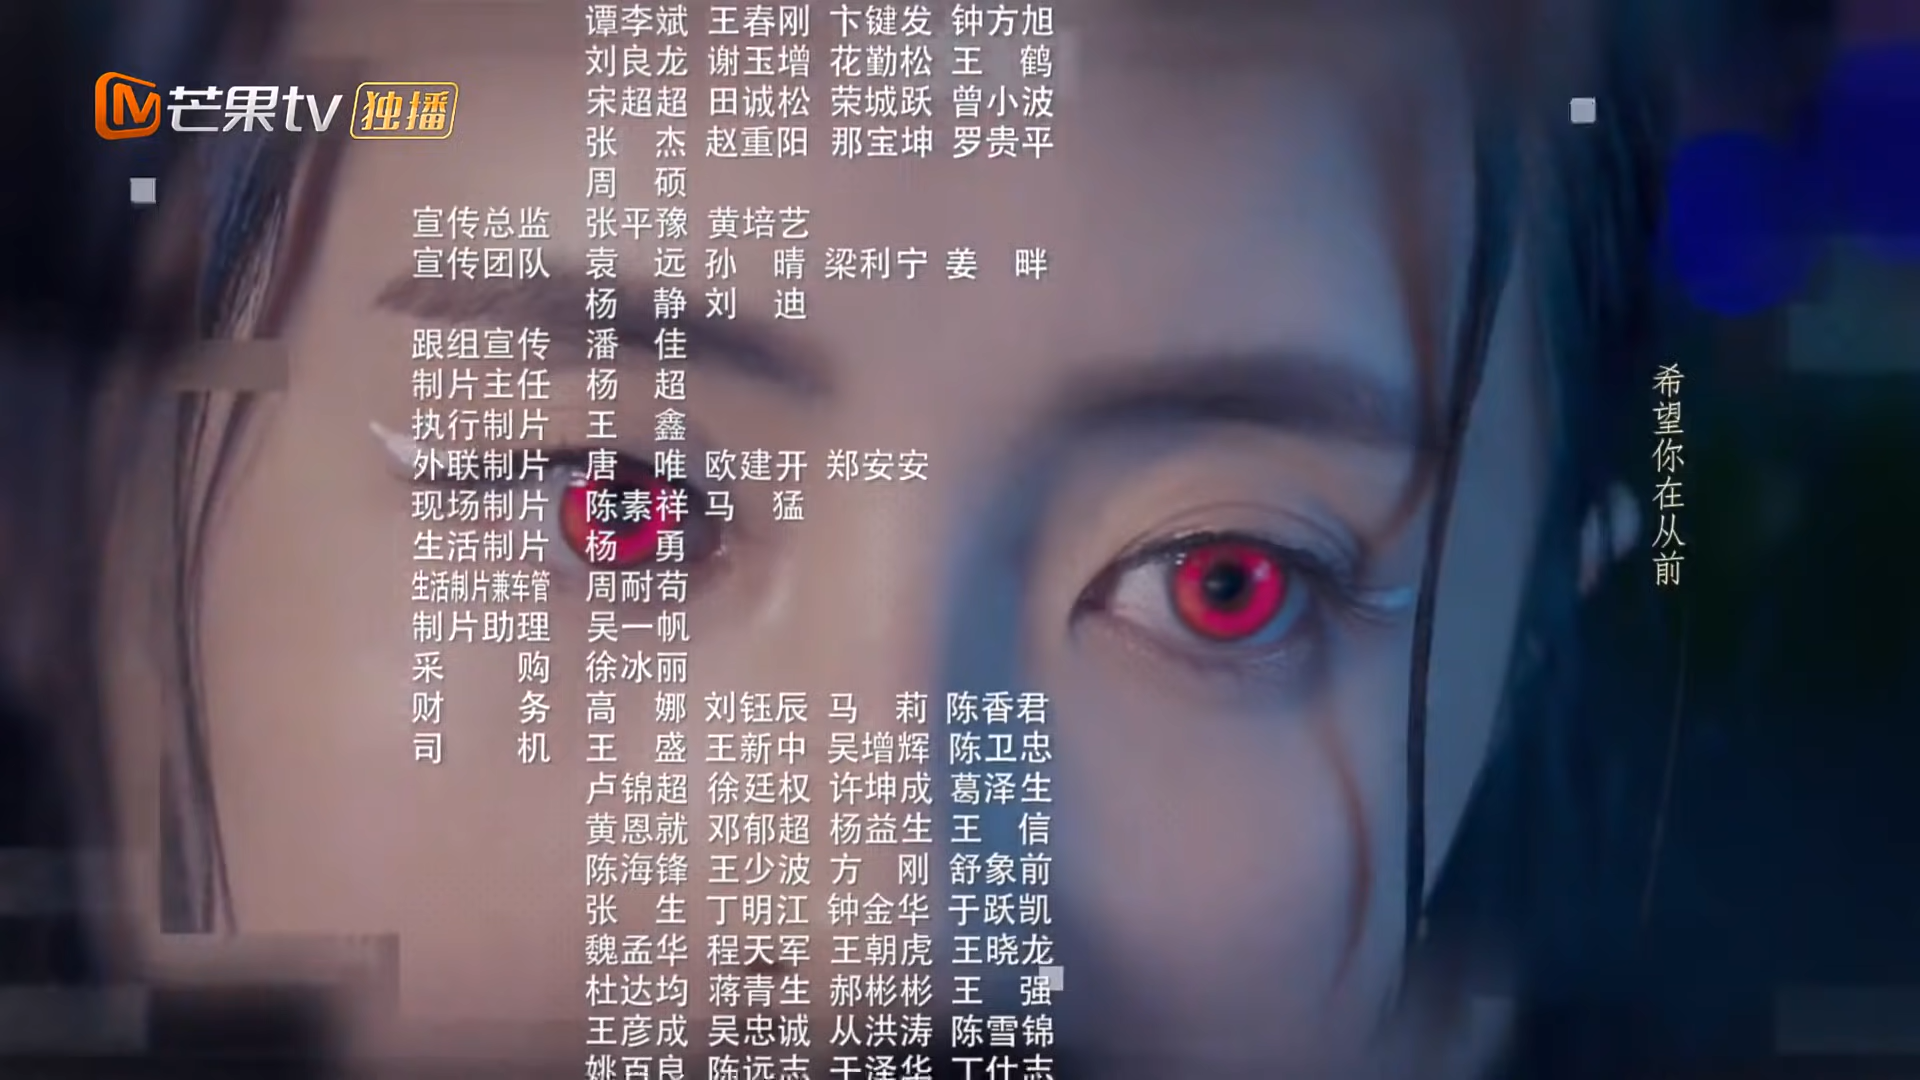 谭李斌 王春刚 卞键发 钟方旭
刘良龙 谢玉增 花勤松 王 鹤
芒果tv 独播
宋超超 田诚松 荣城跃 曾小波
张 杰 赵重阳 那宝坤 罗贵平
周 硕
宣传总监 张平豫 黄培艺
宣传团队 袁 远 孙 晴 梁利宁 姜 畔
杨 静 刘 迪
跟组宣传 潘 佳
制片主任 杨 超
执行制片 王 鑫
外联制片 唐 唯 欧建开 郑安安
现场制片 陈素祥 马 猛
生活制片 杨 勇
生活制片兼车管 周耐苟
制片助理 吴一帆
采 购 徐冰丽
财 务 高 娜 刘钰辰 马 莉 陈香君
司 机 王 盛 王新中 吴增辉 陈卫忠
卢锦超 徐廷权 许坤成 葛泽生
黄恩就 邓郁超 杨益生 王 信
陈海锋 王少波 方 刚 舒象前
张 生 丁明江 钟金华 于跃凯
魏孟华 程天军 王朝虎 王晓龙
杜达均 蒋青生 郝彬彬 王 强
王彦成 吴忠诚 从洪涛 陈雪锦
姚百良 陈远志 于泽华 丁仕志
希望你在从前